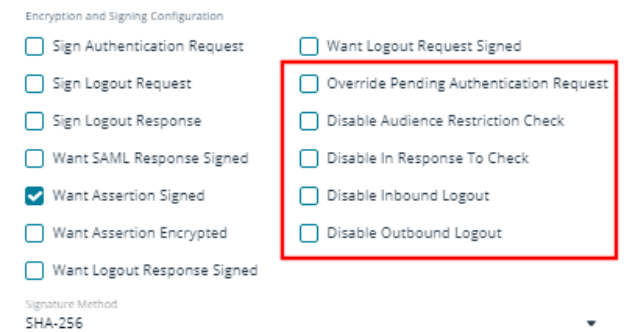 Encryption and Signing Configuration
Sign Authentication Request
Sign Logout Request
Sign Logout Response
Want SAML Response Signed
Want Assertion Signed
Want Assertion Encrypted
Want Logout Response Signed
Want Logout Request Signed
Override Pending Authentication Request
Disable Audience Restriction Check
Disable In Response To Check
Disable Inbound Logout
Disable Outbound Logout
Signature Method
SHA-256